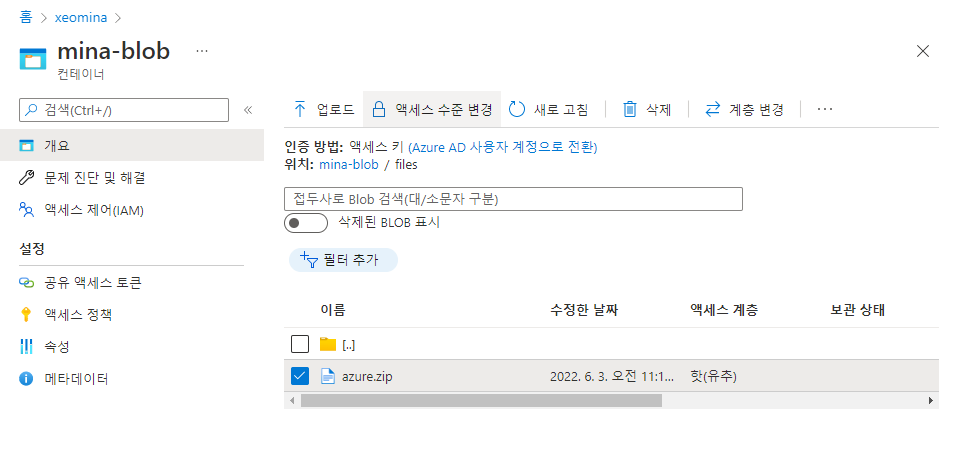 홈 > xeomina >
mina-blob ...
컨테이너
검색(Ctrl+/)
«
개요
문제 진단 및 해결
액세스 제어(IAM)
설정
공유 액세스 토큰
액세스 정책
속성
메타데이터
업로드 액세스 수준 변경 새로 고침 삭제 계층 변경 ...
인증 방법: 액세스 키 (Azure AD 사용자 계정으로 전환)
위치: mina-blob / files
접두사로 Blob 검색(대/소문자 구분)
삭제된 BLOB 표시
필터 추가
이름 수정한 날짜 액세스 계층 보관 상태
[..]
azure.zip 2022. 6. 3. 오전 11:1... 핫(유추)